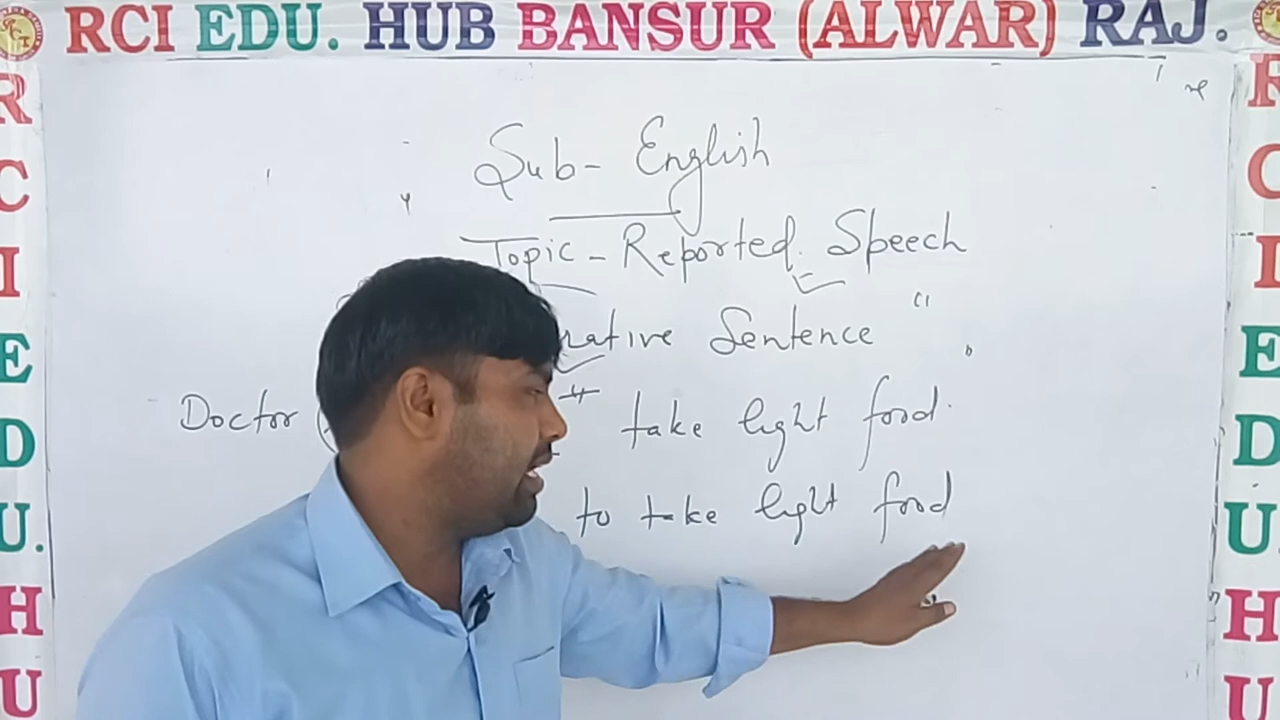 RCI EDU. HUB BANSUR (ALWAR) RAJ.
R
C
I
E
D
U.
H
U
Sub- English
Topic - Reported Speech
rative Sentence
Doctor take light food.
to take light food
R
C
I
E
D
U.
H
U